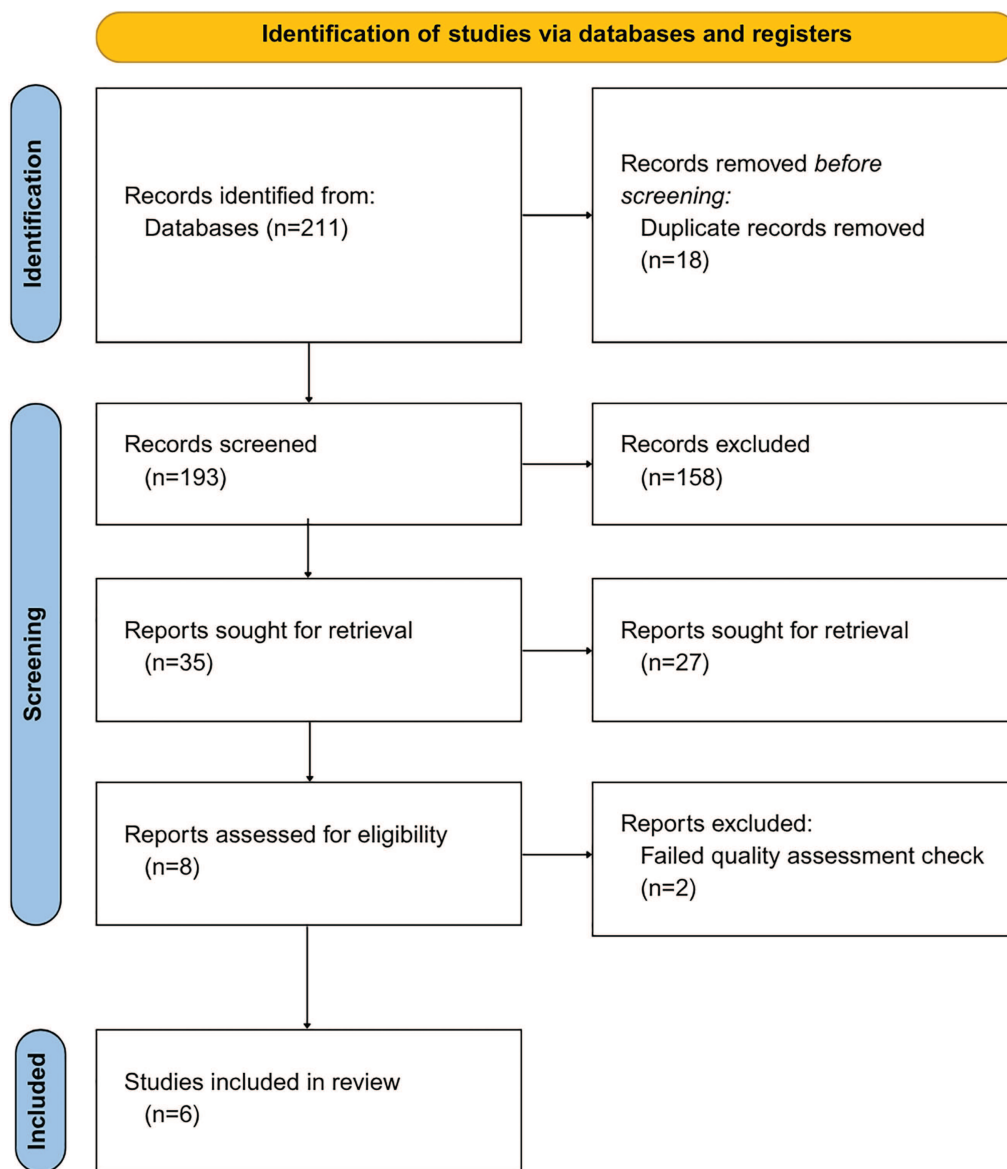 Identification of studies via databases and registers
Identification
Records identified from:
Databases (n=211)
Records removed before
screening:
Duplicate records removed
(n=18)
Screening
Records screened
(n=193)
Records excluded
(n=158)
Reports sought for retrieval
(n=35)
Reports sought for retrieval
(n=27)
Reports assessed for eligibility
(n=8)
Reports excluded:
Failed quality assessment check
(n=2)
Included
Studies included in review
(n=6)